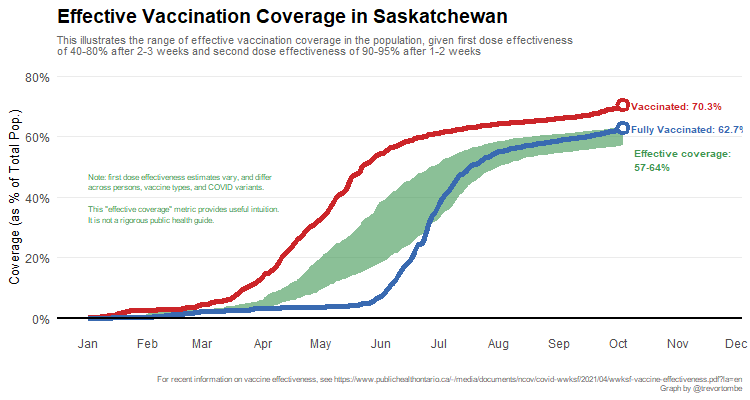 Effective Vaccination Coverage in Saskatchewan
This illustrates the range of effective vaccination coverage in the population, given first dose effectiveness
of 40-80% after 2-3 weeks and second dose effectiveness of 90-95% after 1-2 weeks
Coverage (as % of Total Pop.)
80%
60%
40%
20%
0%
Vaccinated: 70.3%
Fully Vaccinated: 62.7%
Effective coverage:
57-64%
Note: first dose effectiveness estimates vary, and differ
across persons, vaccine types, and COVID variants.
This "effective coverage" metric provides useful intuition.
It is not a rigorous public health guide.
Jan Feb Mar Apr May Jun Jul Aug Sep Oct Nov Dec
For recent information on vaccine effectiveness, see https://www.publichealthontario.ca/-/media/documents/ncov/covid-wwksf/2021/04/wwksf-vaccine-effectiveness.pdf?la=en
Graph by @trevortombe